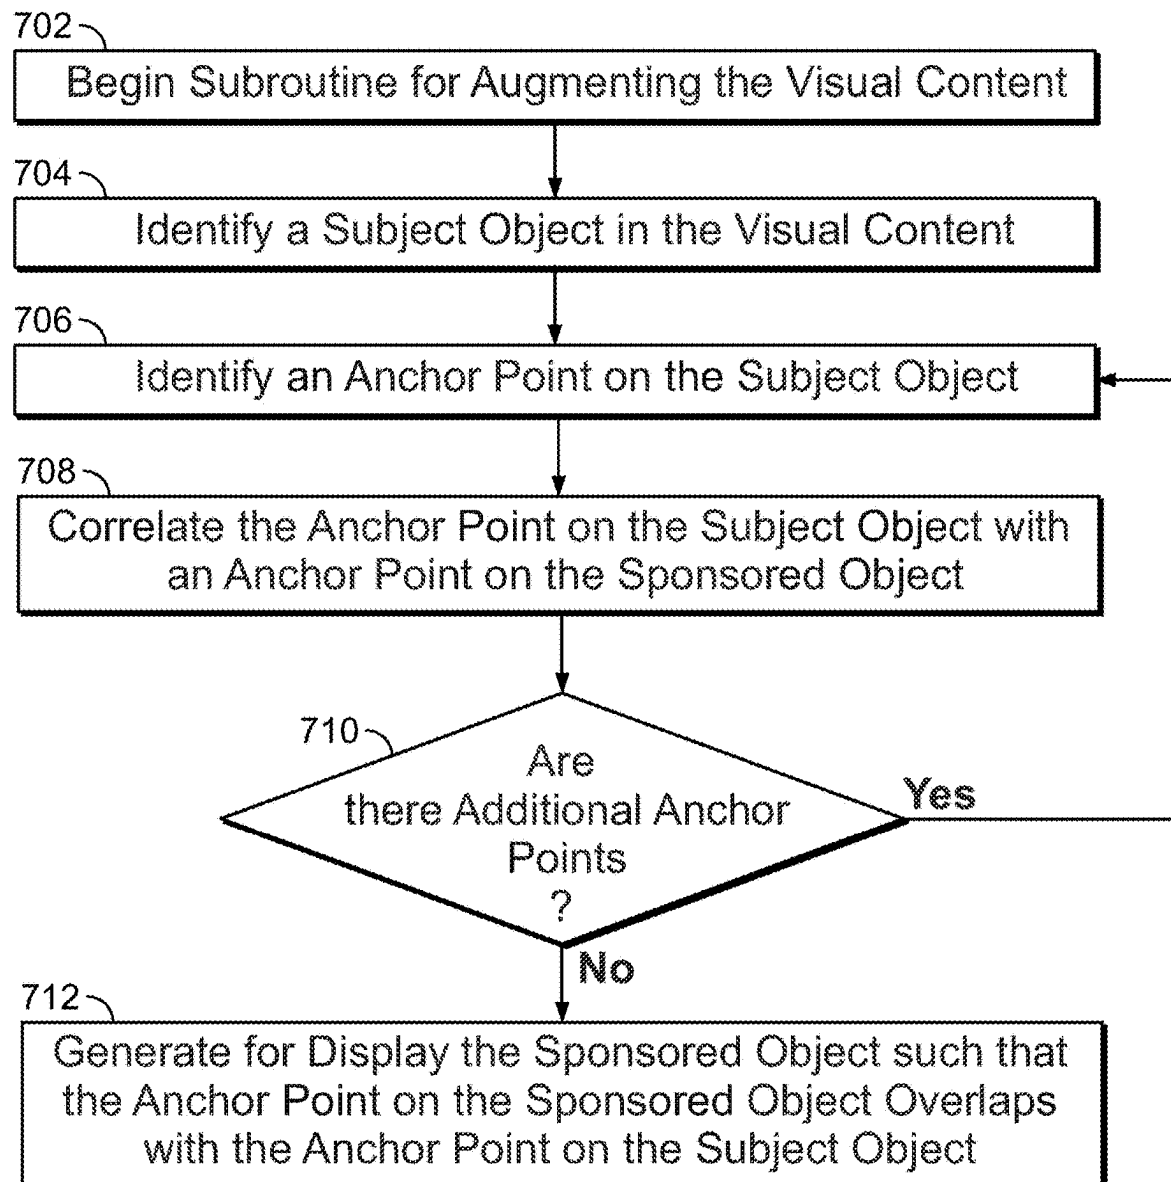 702
Begin Subroutine for Augmenting the Visual Content
704
Identify a Subject Object in the Visual Content
706
Identify an Anchor Point on the Subject Object
708
Correlate the Anchor Point on the Subject Object with
an Anchor Point on the Sponsored Object
710
Are
there Additional Anchor
Points
?
Yes
No
712
Generate for Display the Sponsored Object such that
the Anchor Point on the Sponsored Object Overlaps
with the Anchor Point on the Subject Object